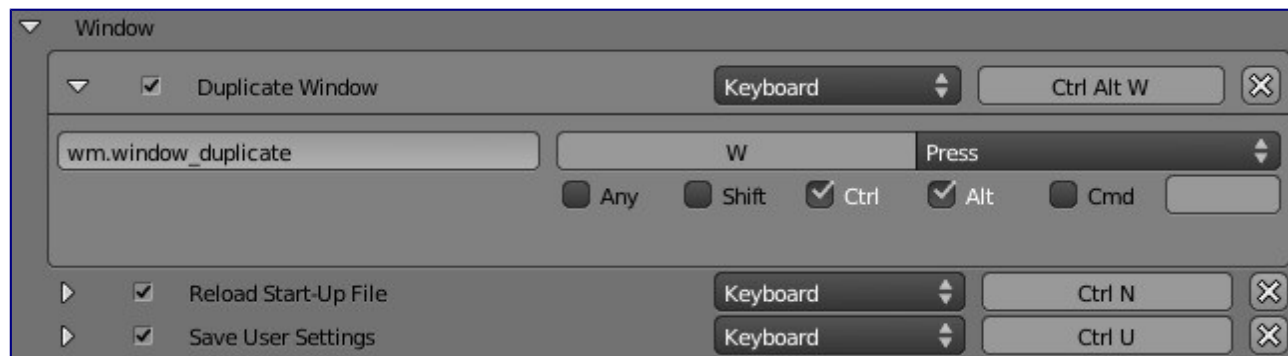 Window
Duplicate Window Keyboard Ctrl Alt W
wm.window_duplicate W Press
Any Shift Ctrl Alt Cmd
Reload Start-Up File Keyboard Ctrl N
Save User Settings Keyboard Ctrl U